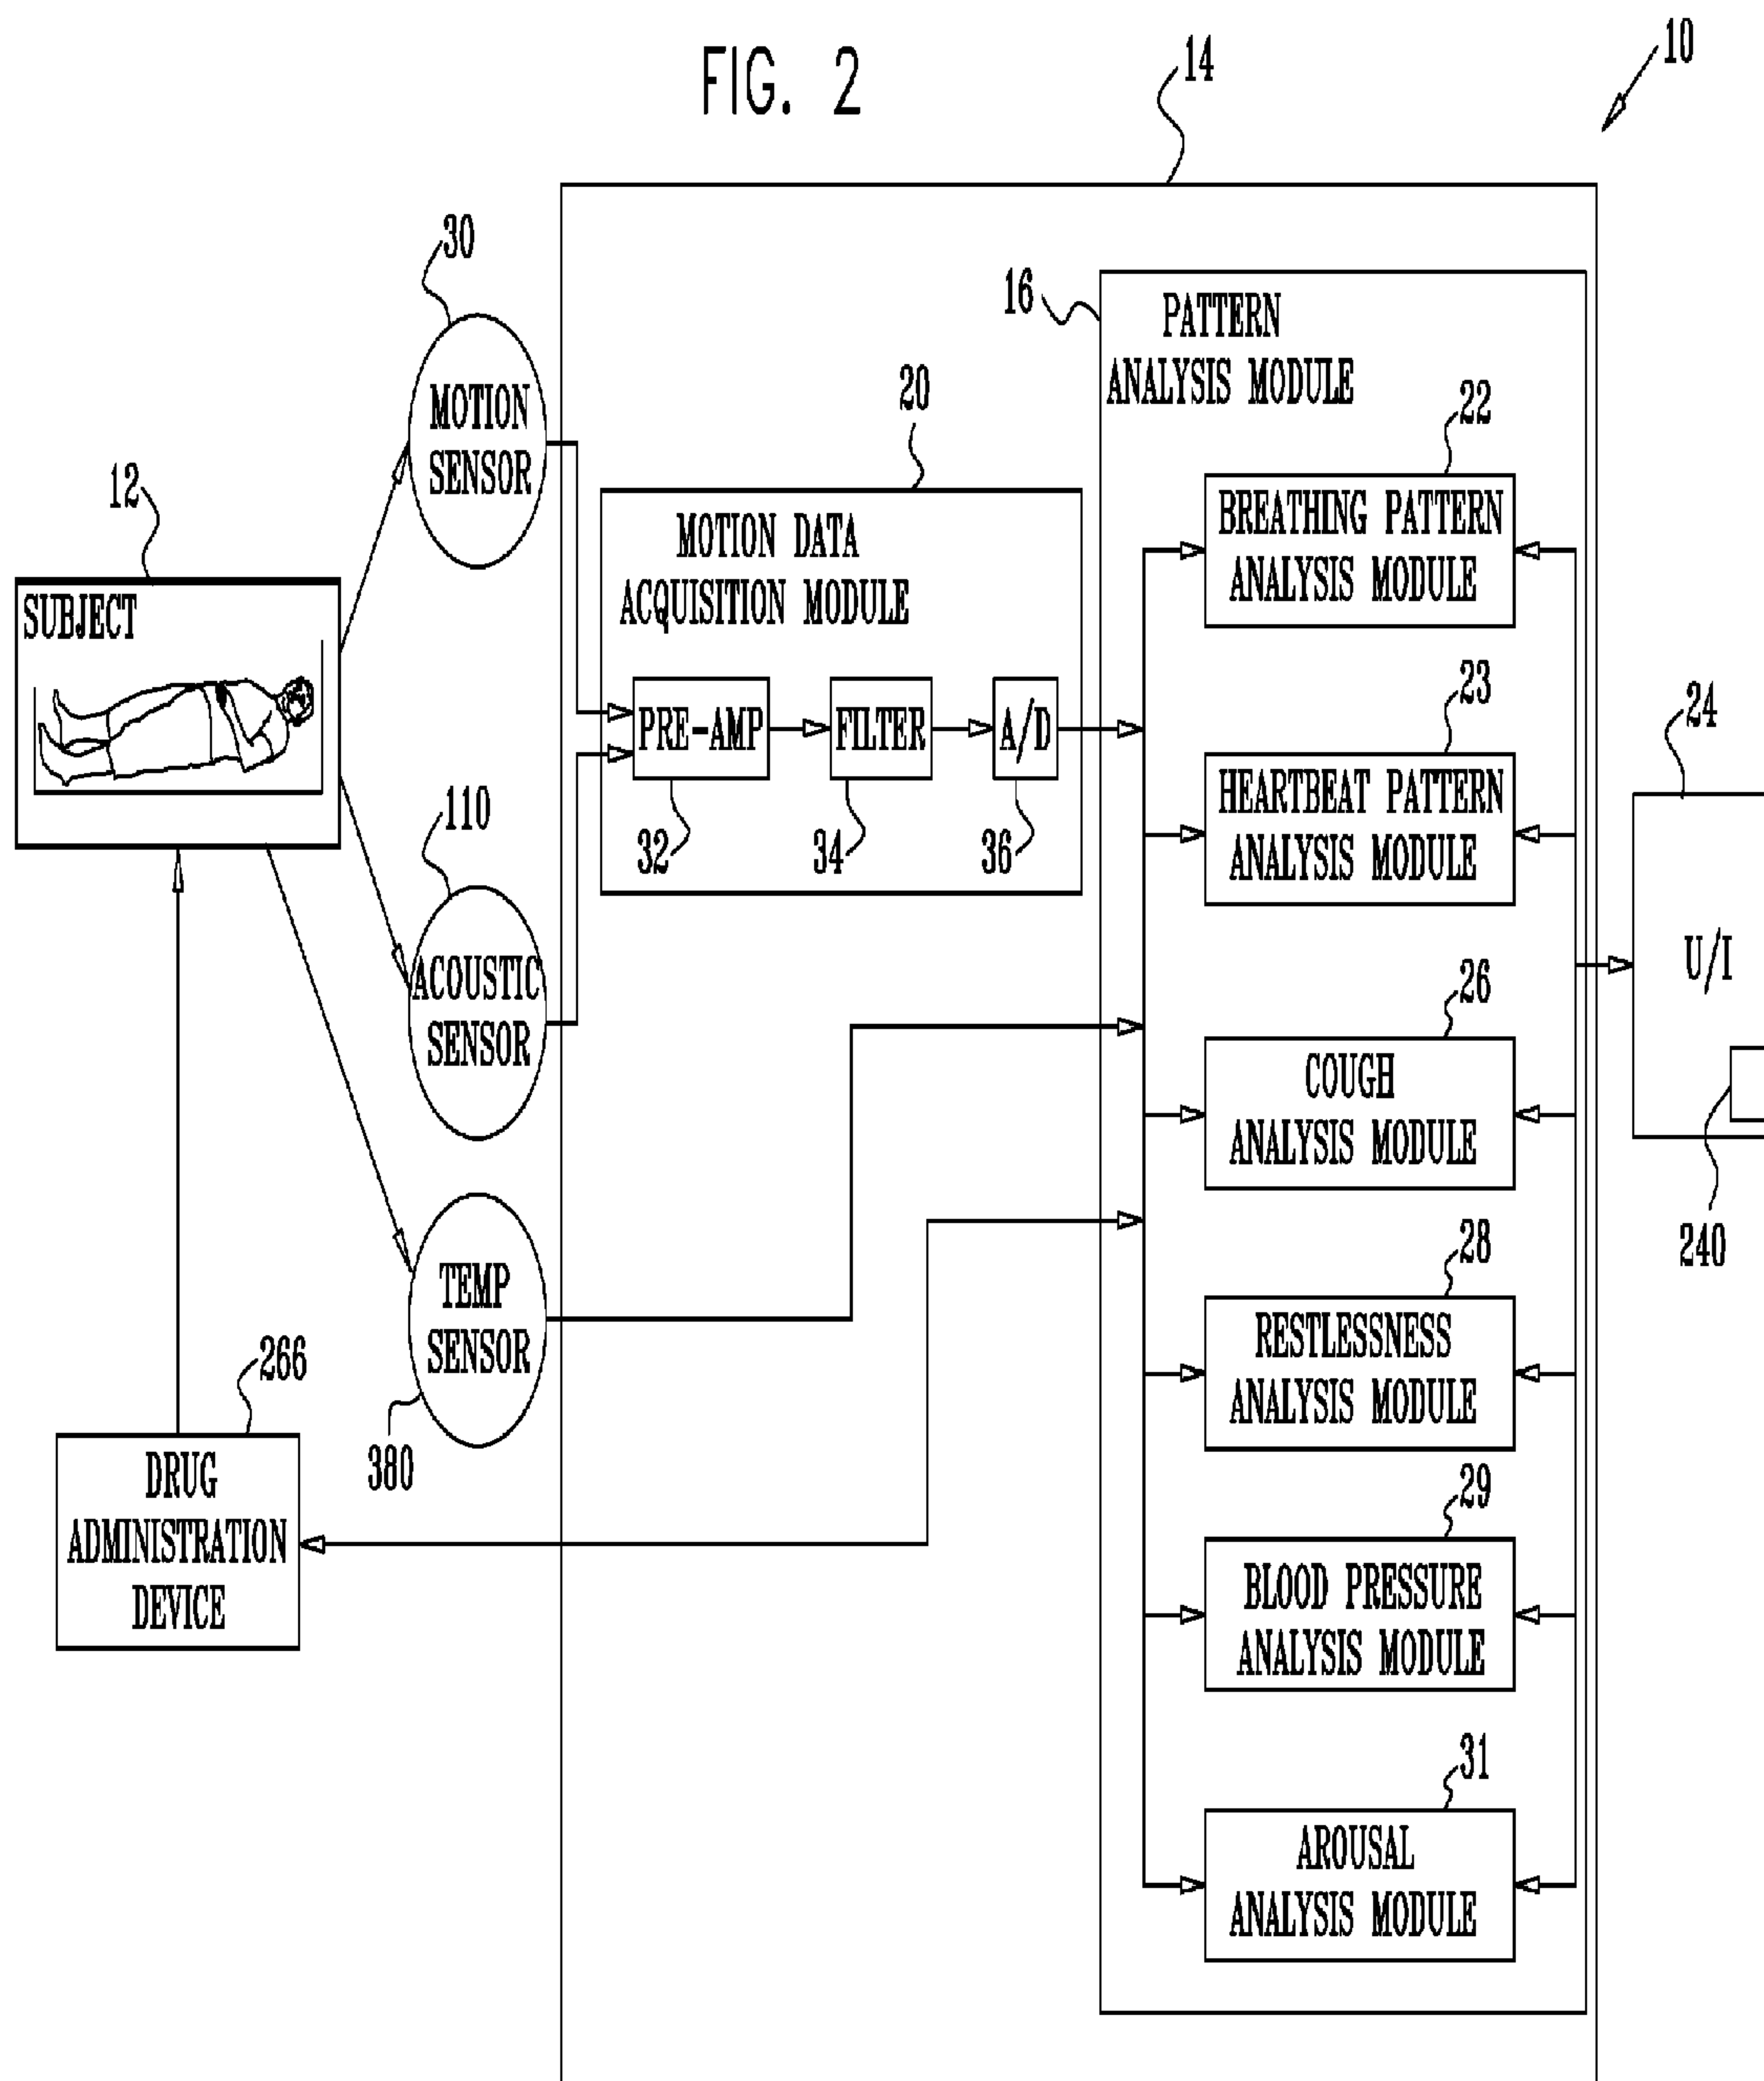 FIG. 2
10
14
30
16
PATTERN
ANALYSIS MODULE
MOTION
SENSOR
20
22
12
MOTION DATA
ACQUISITION MODULE
BREATHING PATTERN
ANALYSIS MODULE
SUBJECT
PRE-AMP
FILTER
A/D
32
34
36
23
HEARTBEAT PATTERN
ANALYSIS MODULE
24
U/I
110
ACOUSTIC
SENSOR
26
COUGH
ANALYSIS MODULE
240
TEMP
SENSOR
380
28
RESTLESSNESS
ANALYSIS MODULE
266
DRUG
ADMINISTRATION
DEVICE
29
BLOOD PRESSURE
ANALYSIS MODULE
31
AROUSAL
ANALYSIS MODULE